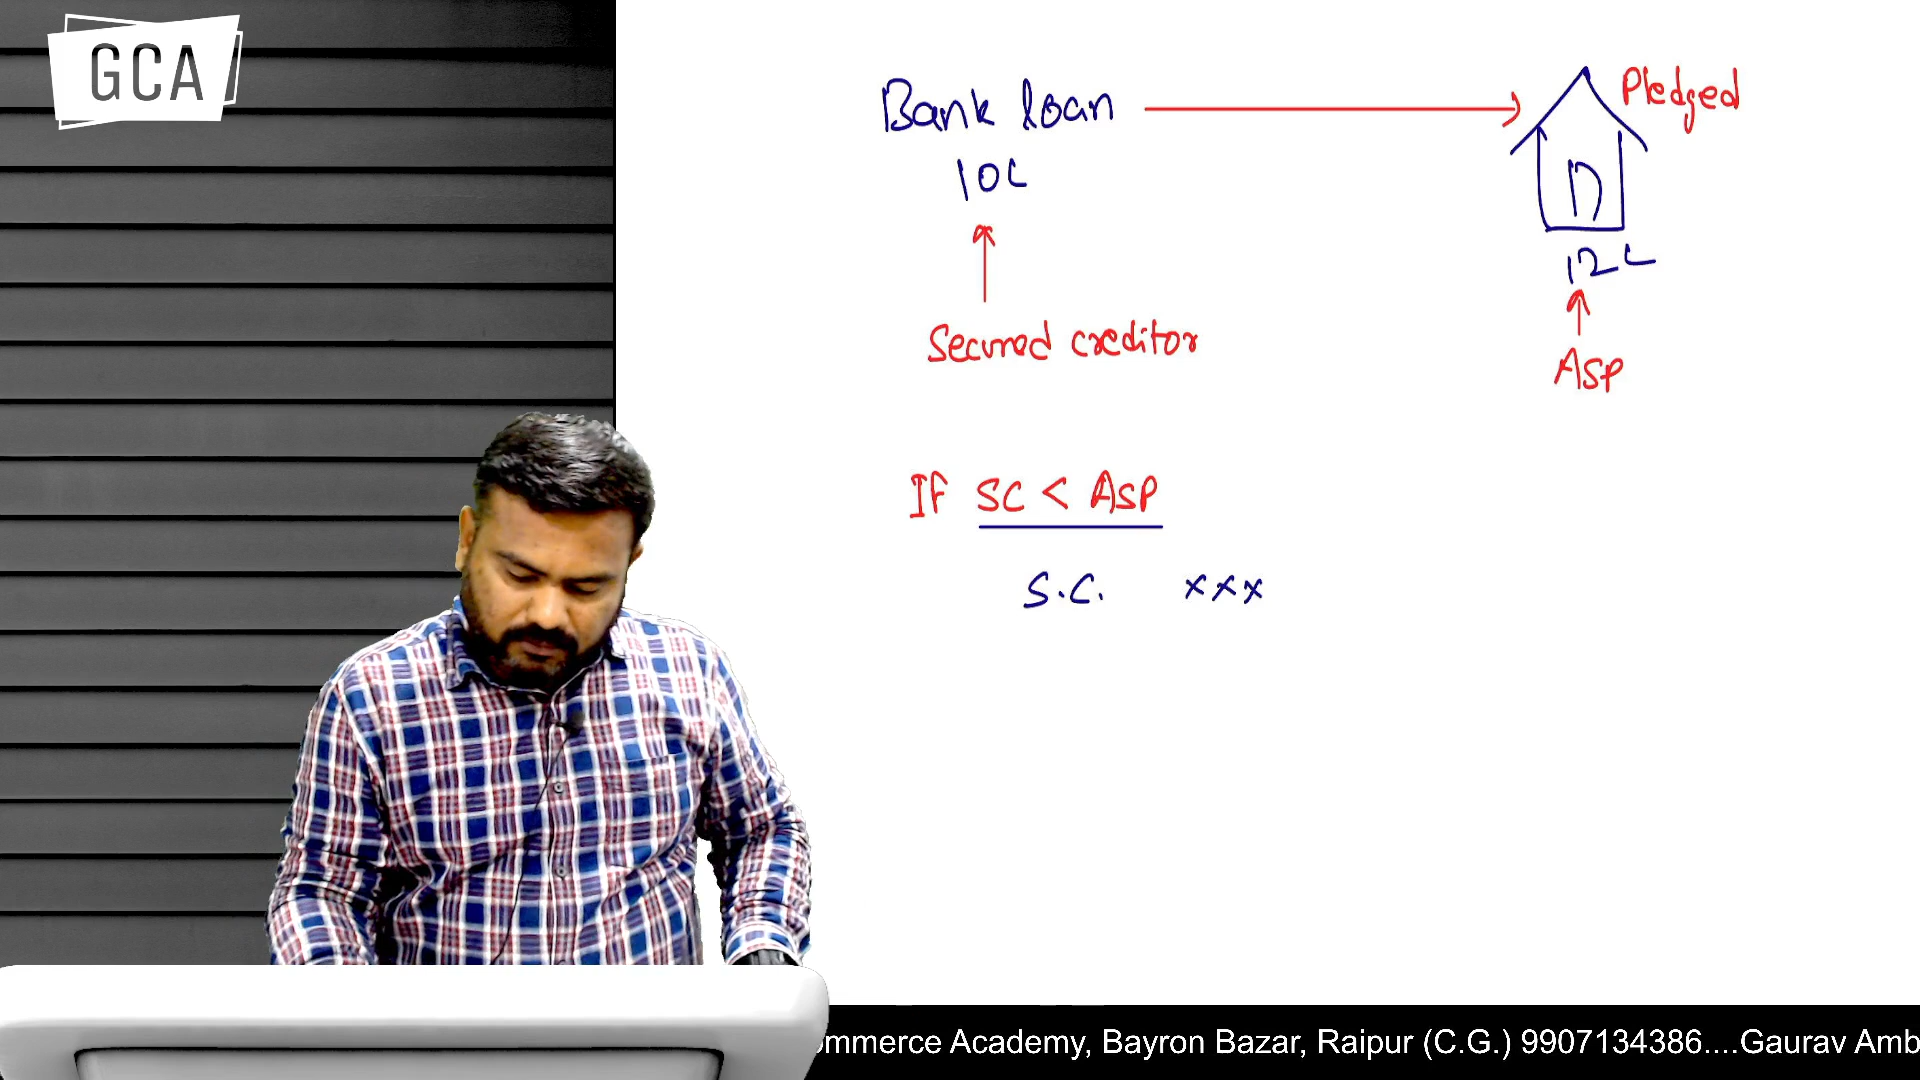 GCA
Bank loan
Pledged
10L
12L
Secured creditor
ASP
If SC < ASP
S.C. xxx
ommerce Academy, Bayron Bazar, Raipur (C.G.) 9907134386....Gaurav Amb